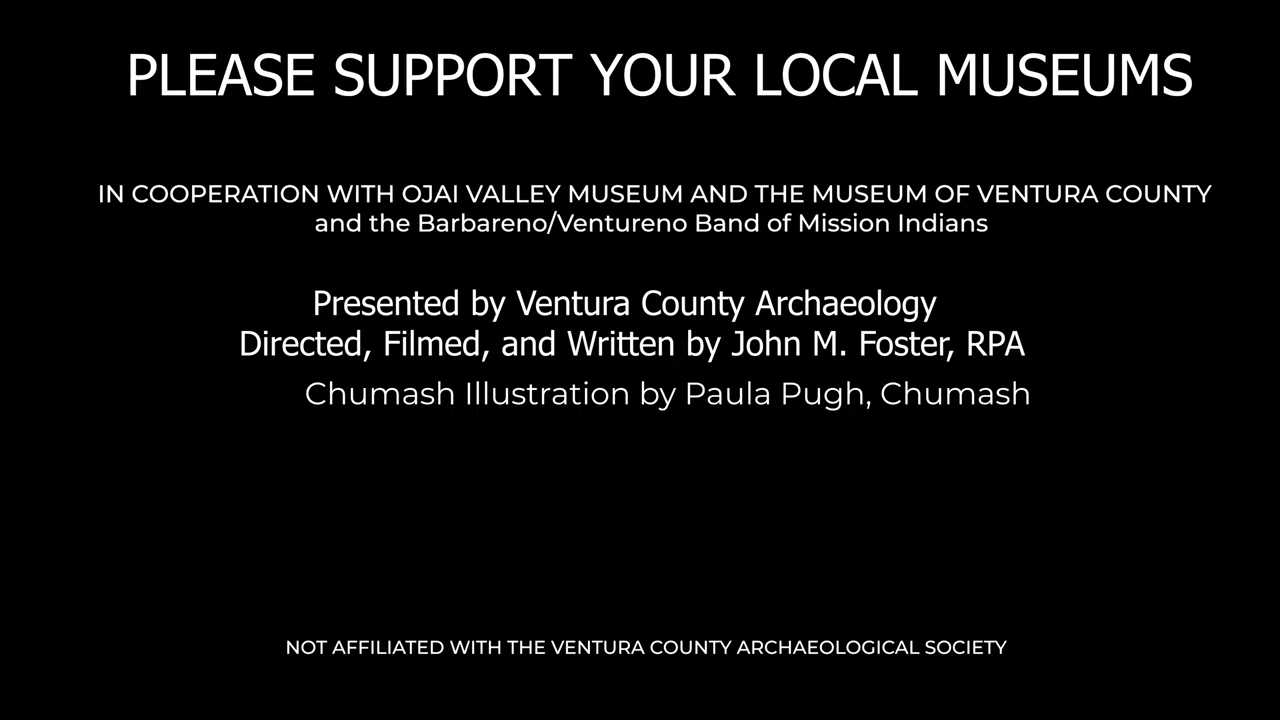 PLEASE SUPPORT YOUR LOCAL MUSEUMS
IN COOPERATION WITH OJAI VALLEY MUSEUM AND THE MUSEUM OF VENTURA COUNTY
and the Barbareno/Ventureno Band of Mission Indians
Presented by Ventura County Archaeology
Directed, Filmed, and Written by John M. Foster, RPA
Chumash Illustration by Paula Pugh, Chumash
NOT AFFILIATED WITH THE VENTURA COUNTY ARCHAEOLOGICAL SOCIETY